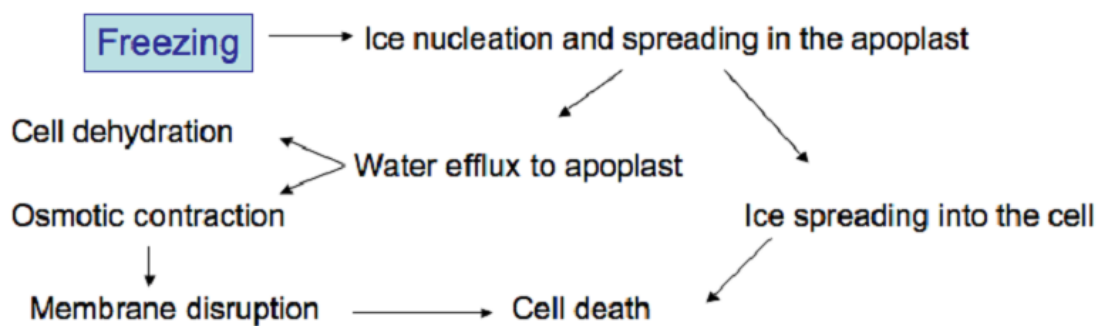 Freezing
Ice nucleation and spreading in the apoplast
Cell dehydration
Water efflux to apoplast
Osmotic contraction
Ice spreading into the cell
Membrane disruption
Cell death